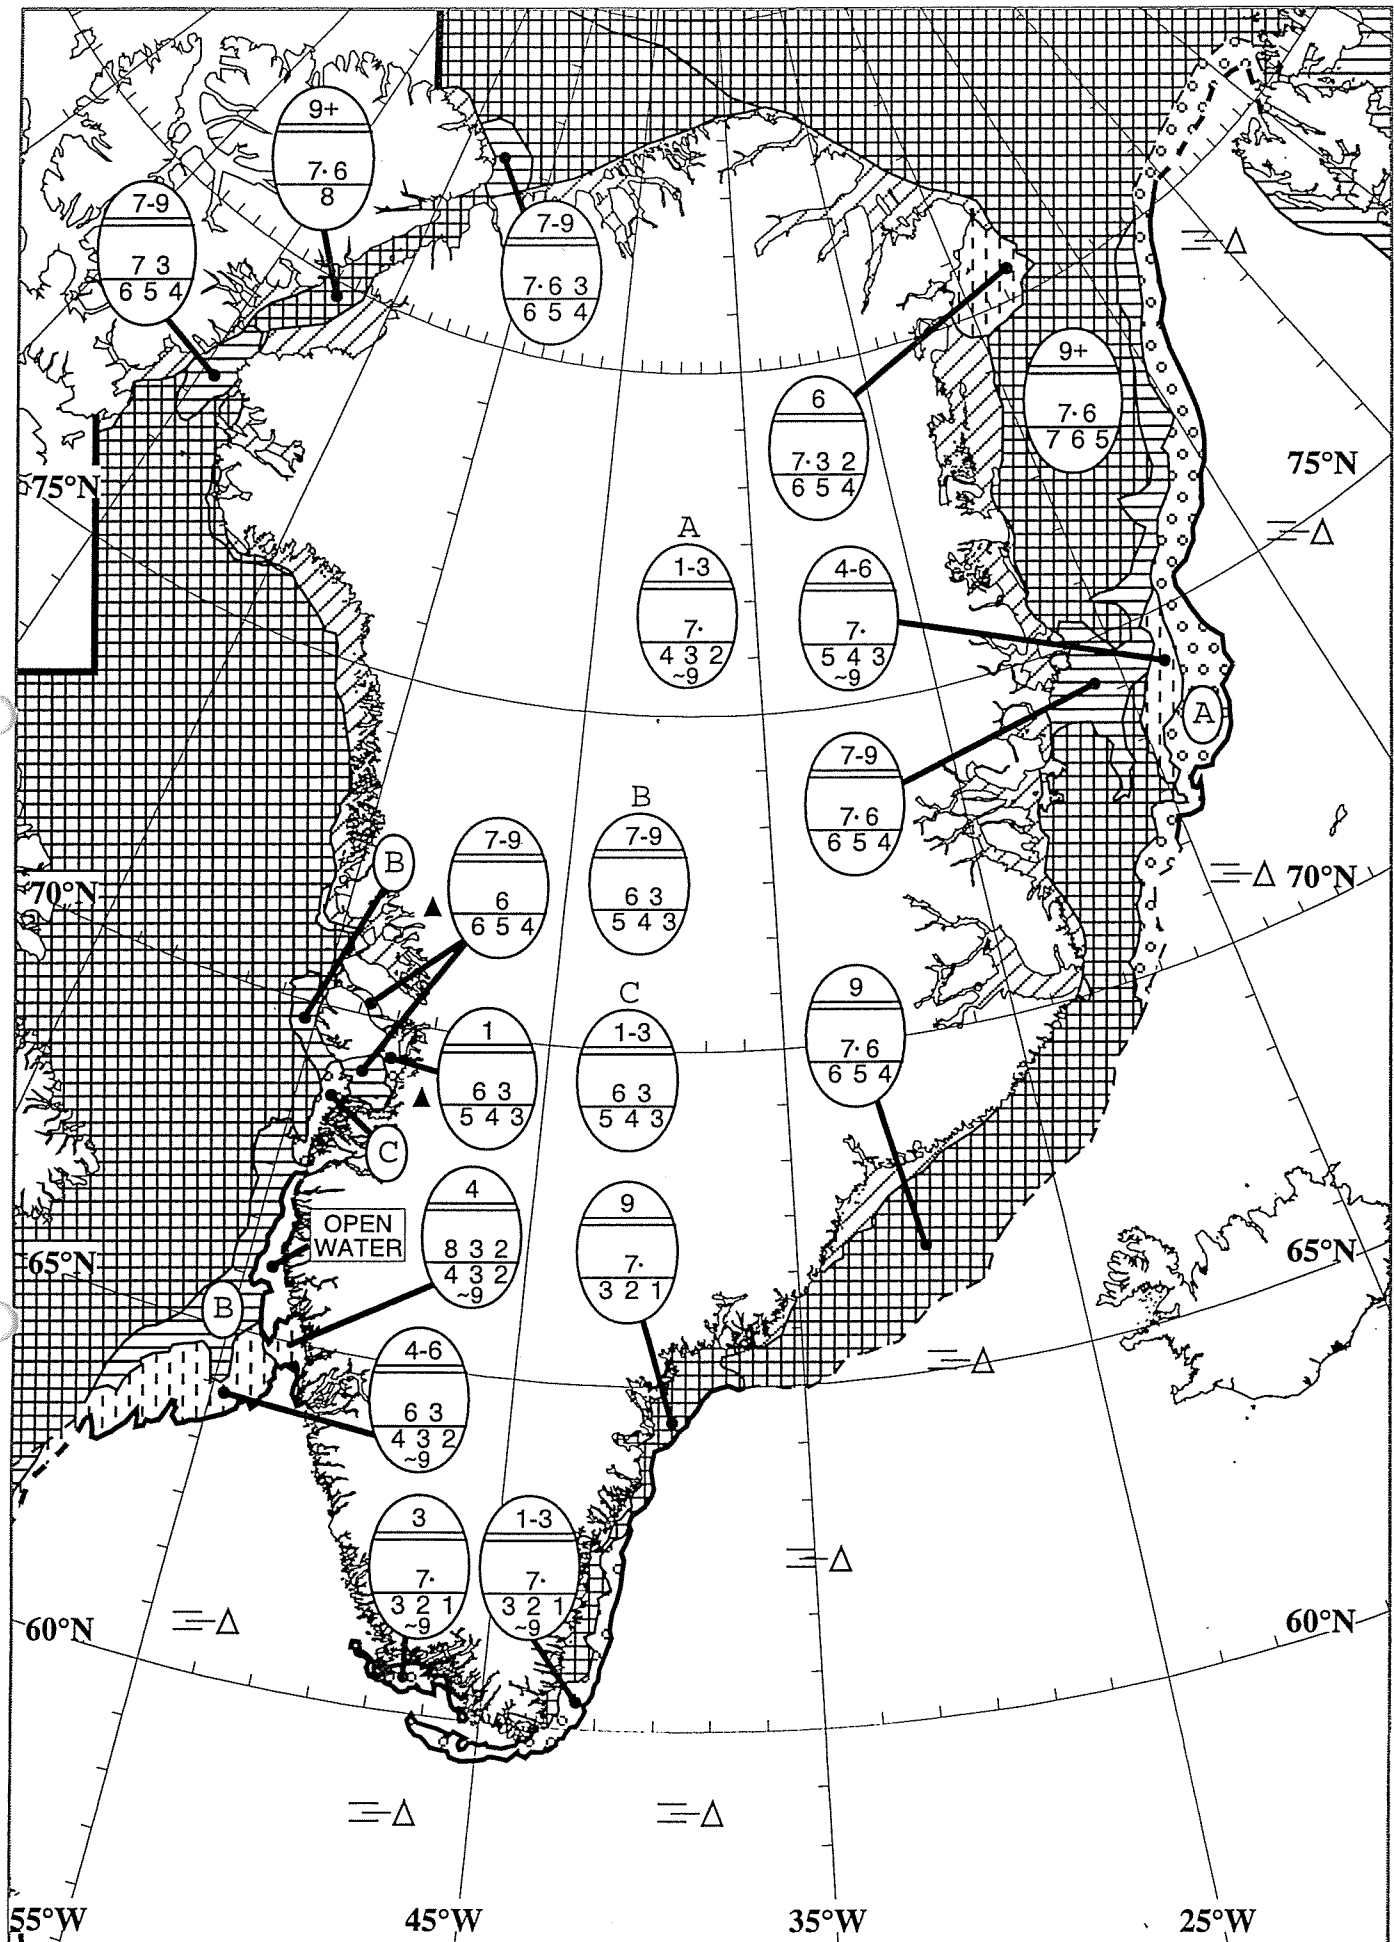 9+
7· 6
8
7-9
7 3
6 5 4
7-9
7· 6 3
6 5 4
9+
7· 6
7 6 5
6
7· 3 2
6 5 4
75°N
75°N
A
1-3
7·
4 3 2
~9
4-6
7·
5 4 3
~9
A
7-9
7· 6
6 5 4
B
7-9
6 3
5 4 3
B
7-9
6
6 5 4
70°N
70°N
9
7· 6
6 5 4
C
1-3
6 3
5 4 3
1
6 3
5 4 3
C
4
8 3 2
4 3 2
~9
9
7·
3 2 1
OPEN
WATER
65°N
65°N
B
4-6
6 3
4 3 2
~9
3
7·
3 2 1
~9
1-3
7·
3 2 1
~9
60°N
60°N
55°W
45°W
35°W
25°W